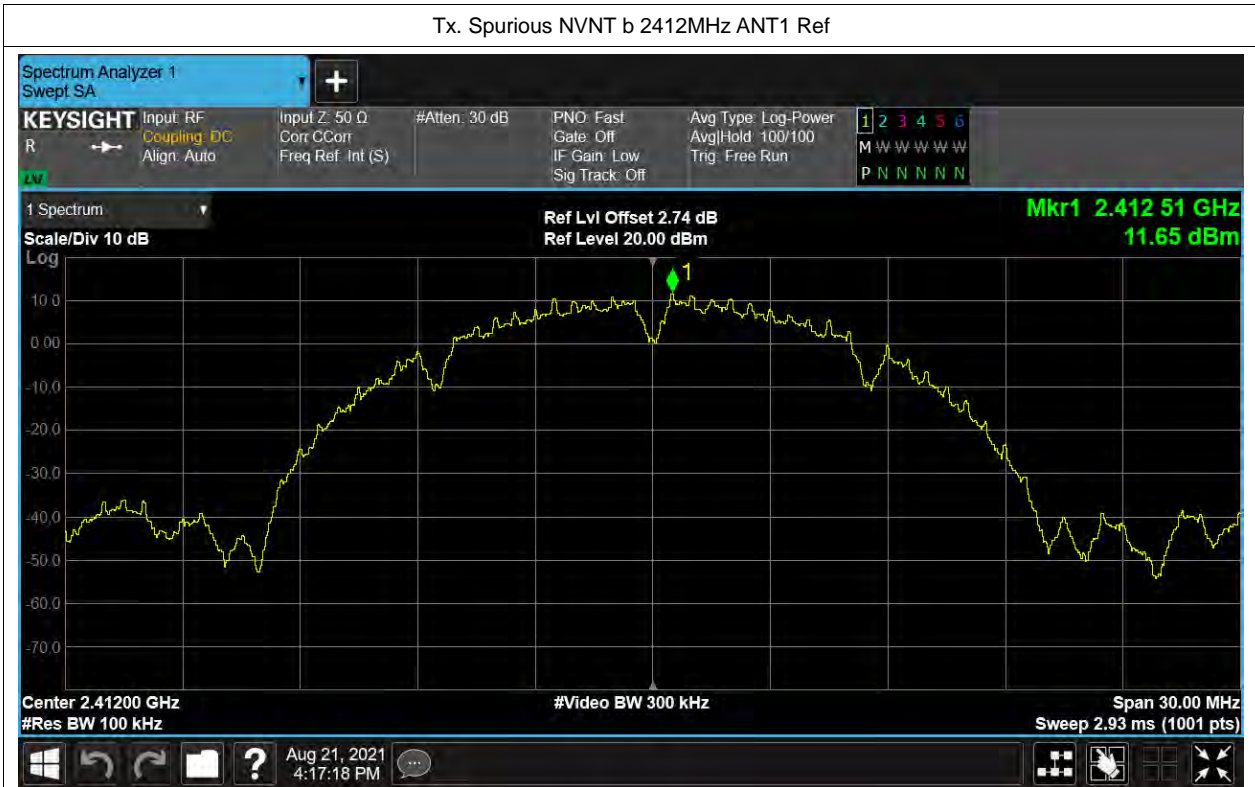 Tx. Spurious NVNT b 2412MHz ANT1 Ref
Spectrum Analyzer 1
Swept SA
KEYSIGHT
R
Input: RF
Coupling: DC
Align: Auto
Input Z: 50 Ω
Corr CCorr
Freq Ref: Int (S)
#Atten: 30 dB
PNO: Fast
Gate: Off
IF Gain: Low
Sig Track: Off
Avg Type: Log-Power
Avg|Hold: 100/100
Trig: Free Run
1 2 3 4 5 6
M W W W W W W
P N N N N N N
1 Spectrum
Scale/Div 10 dB
Ref Lvl Offset 2.74 dB
Ref Level 20.00 dBm
Mkr1 2.412 51 GHz
11.65 dBm
Log
1
10.0
0.00
-10.0
-20.0
-30.0
-40.0
-50.0
-60.0
-70.0
Center 2.41200 GHz
#Res BW 100 kHz
#Video BW 300 kHz
Span 30.00 MHz
Sweep 2.93 ms (1001 pts)
?
Aug 21, 2021
4:17:18 PM